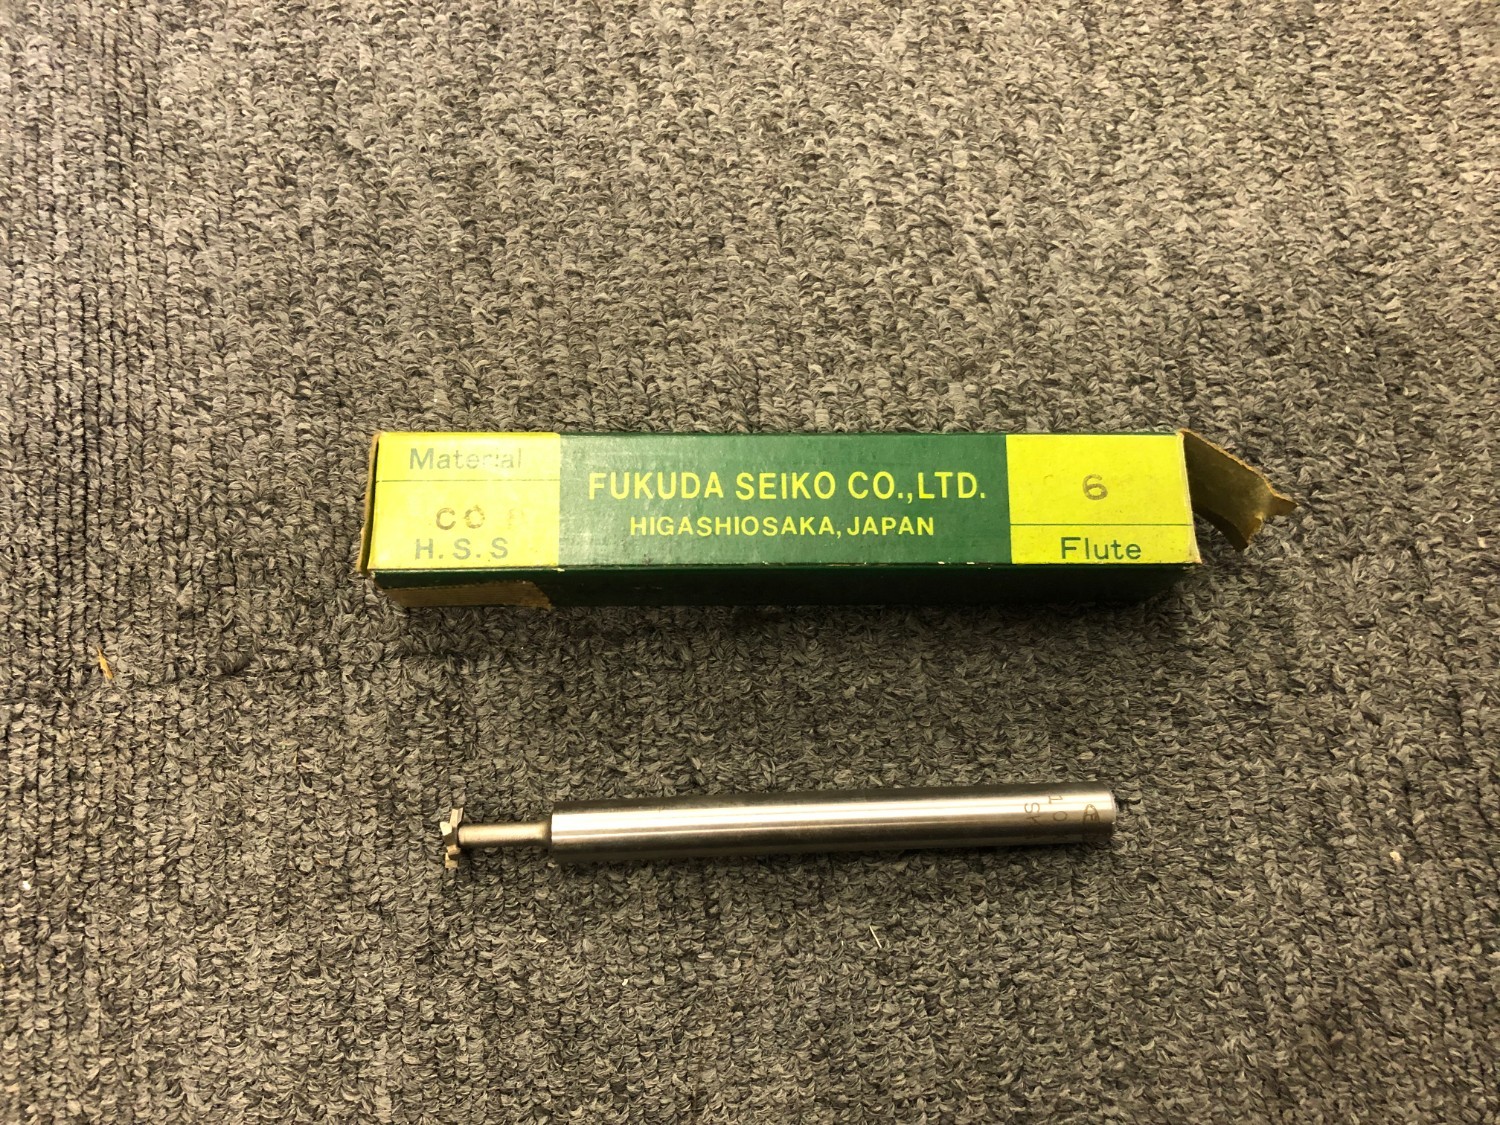 Material
CO
H.S.S
FUKUDA SEIKO CO.,LTD.
HIGASHIOSAKA, JAPAN
6
Flute